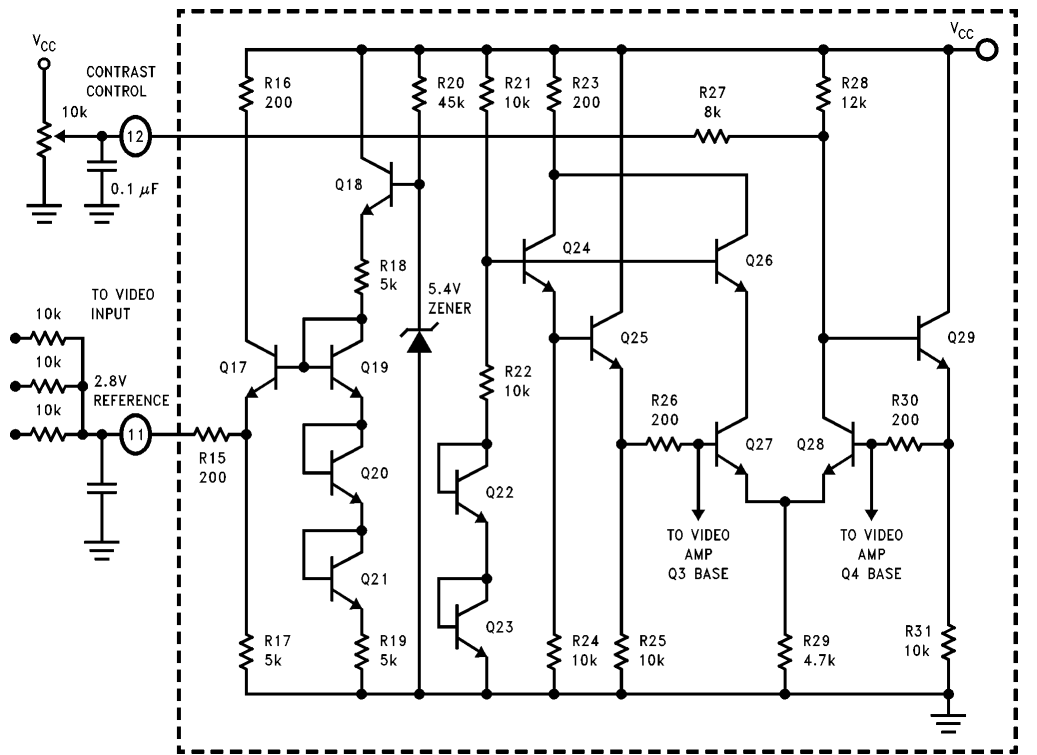 VCC
CONTRAST
CONTROL
10k
12
0.1 μF
VCC
R16
200
R20
45k
R21
10k
R23
200
R27
8k
R28
12k
Q18
R18
5k
5.4V
ZENER
Q24
Q26
Q25
Q29
TO VIDEO
INPUT
10k
10k
10k
2.8V
REFERENCE
11
R15
200
Q17
Q19
R22
10k
R26
200
R30
200
Q27
Q28
Q20
Q22
TO VIDEO
AMP
Q3 BASE
TO VIDEO
AMP
Q4 BASE
Q21
Q23
R17
5k
R19
5k
R24
10k
R25
10k
R29
4.7k
R31
10k